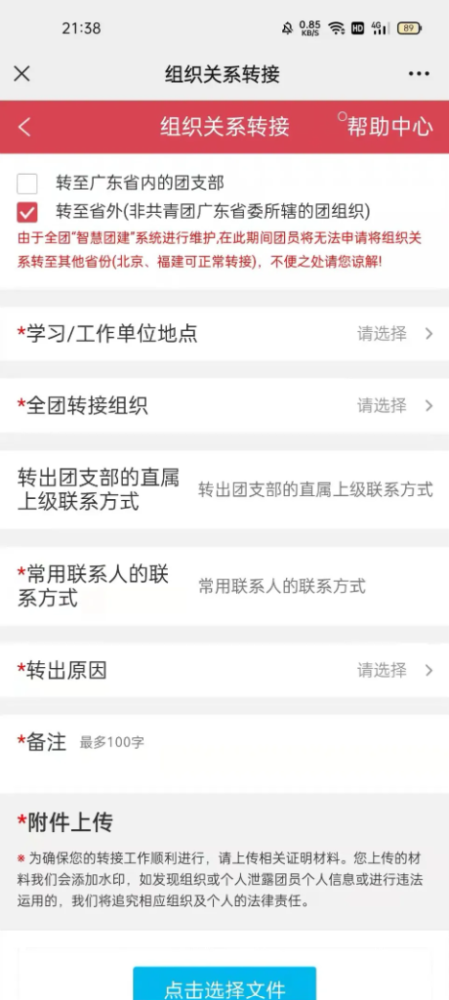 21:38
0.85
KB/S
HD
4G
89
组织关系转接
组织关系转接
帮助中心
转至广东省内的团支部
转至省外(非共青团广东省委所辖的团组织)
由于全团"智慧团建"系统进行维护,在此期间团员将无法申请将组织关
系转至其他省份(北京、福建可正常转接)，不便之处请您谅解!
*学习/工作单位地点
请选择
*全团转接组织
请选择
转出团支部的直属
上级联系方式
转出团支部的直属上级联系方式
*常用联系人的联
系方式
常用联系人的联系方式
*转出原因
请选择
*备注
最多100字
*附件上传
※ 为确保您的转接工作顺利进行，请上传相关证明材料。您上传的材
料我们会添加水印，如发现组织或个人泄露团员个人信息或进行违法
运用的，我们将追究相应组织及个人的法律责任。
点击选择文件